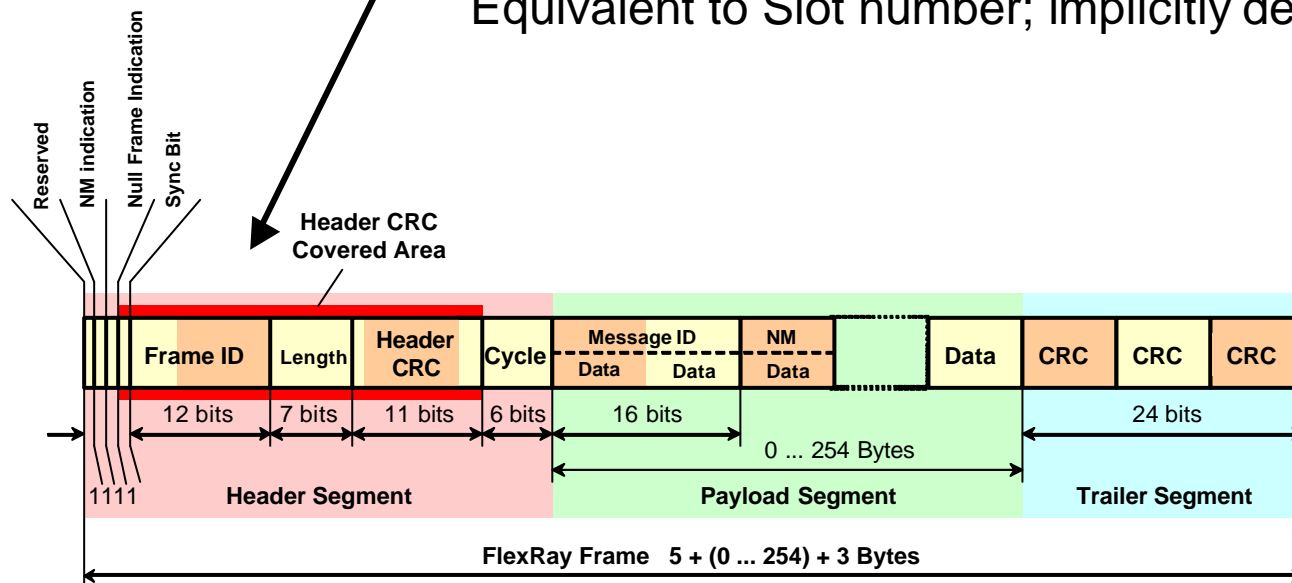 Equivalent to Slot number; implicitly de
Reserved
NM indication
Null Frame Indication
Sync Bit
Header CRC
Covered Area
Frame ID
Length
Header
CRC
Cycle
Message ID
Data
Data
NM
Data
Data
CRC
CRC
CRC
12 bits
7 bits
11 bits
6 bits
16 bits
24 bits
0 ... 254 Bytes
1111
Header Segment
Payload Segment
Trailer Segment
FlexRay Frame 5 + (0 ... 254) + 3 Bytes